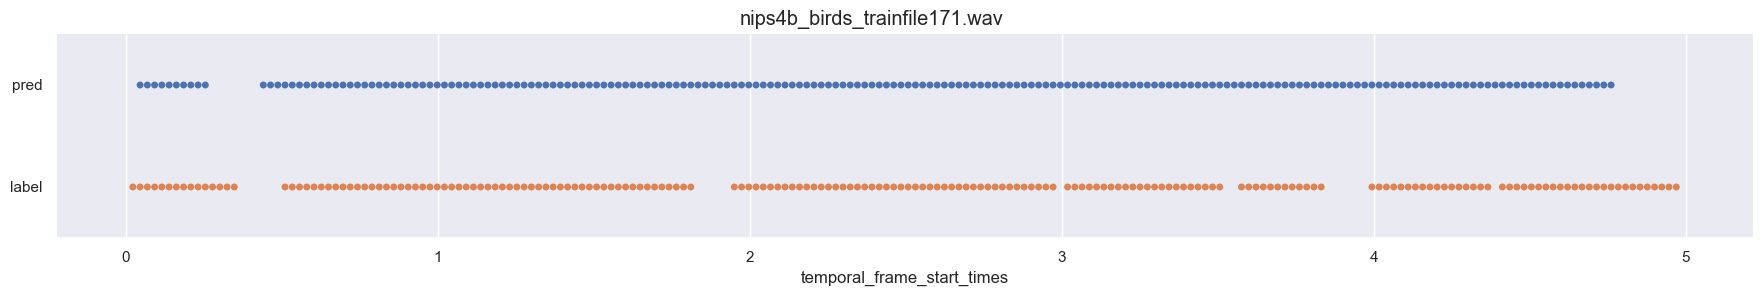 nips4b_birds_trainfile171.wav
pred
label
0 1 2 3 4 5
temporal_frame_start_times